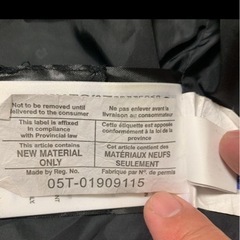 Not to be removed until
delivered to the consumer
Ne pas enlever avant
livraison au consommateur
This label is affixed
in compliance
with Provincial law
Cette étiquette est apposée
conformément à loi de la
province
This article contains
NEW MATERIAL
ONLY
Cet article contient des
MATÉRIAUX NEUFS
SEULEMENT
Made by Reg. No.
Fabriqué par N° de permis
05T-01909115